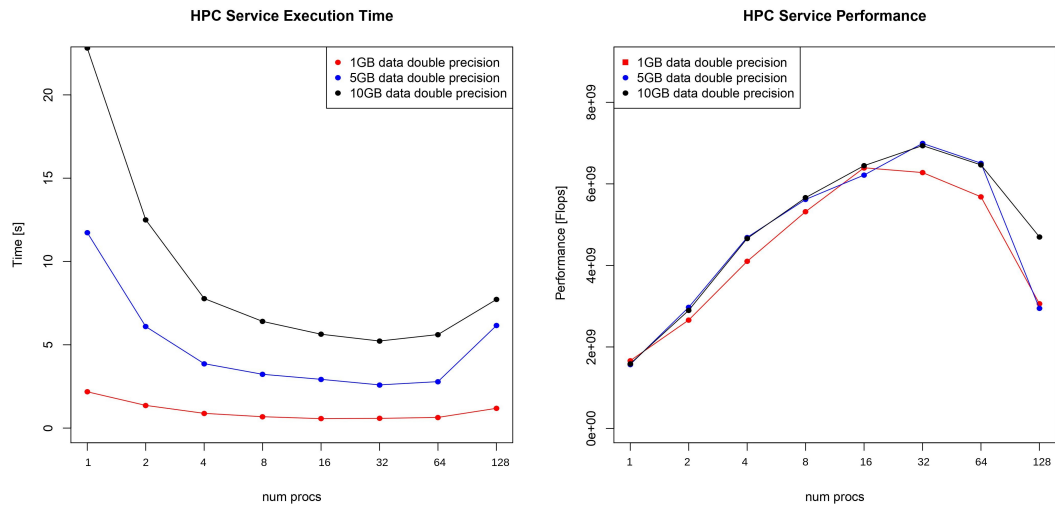 HPC Service Execution Time
1GB data double precision
5GB data double precision
10GB data double precision
Time [s]
20
15
10
5
0
1 2 4 8 16 32 64 128
num procs
HPC Service Performance
1GB data double precision
5GB data double precision
10GB data double precision
Performance [Flops]
8e+09
6e+09
4e+09
2e+09
0e+00
1 2 4 8 16 32 64 128
num procs